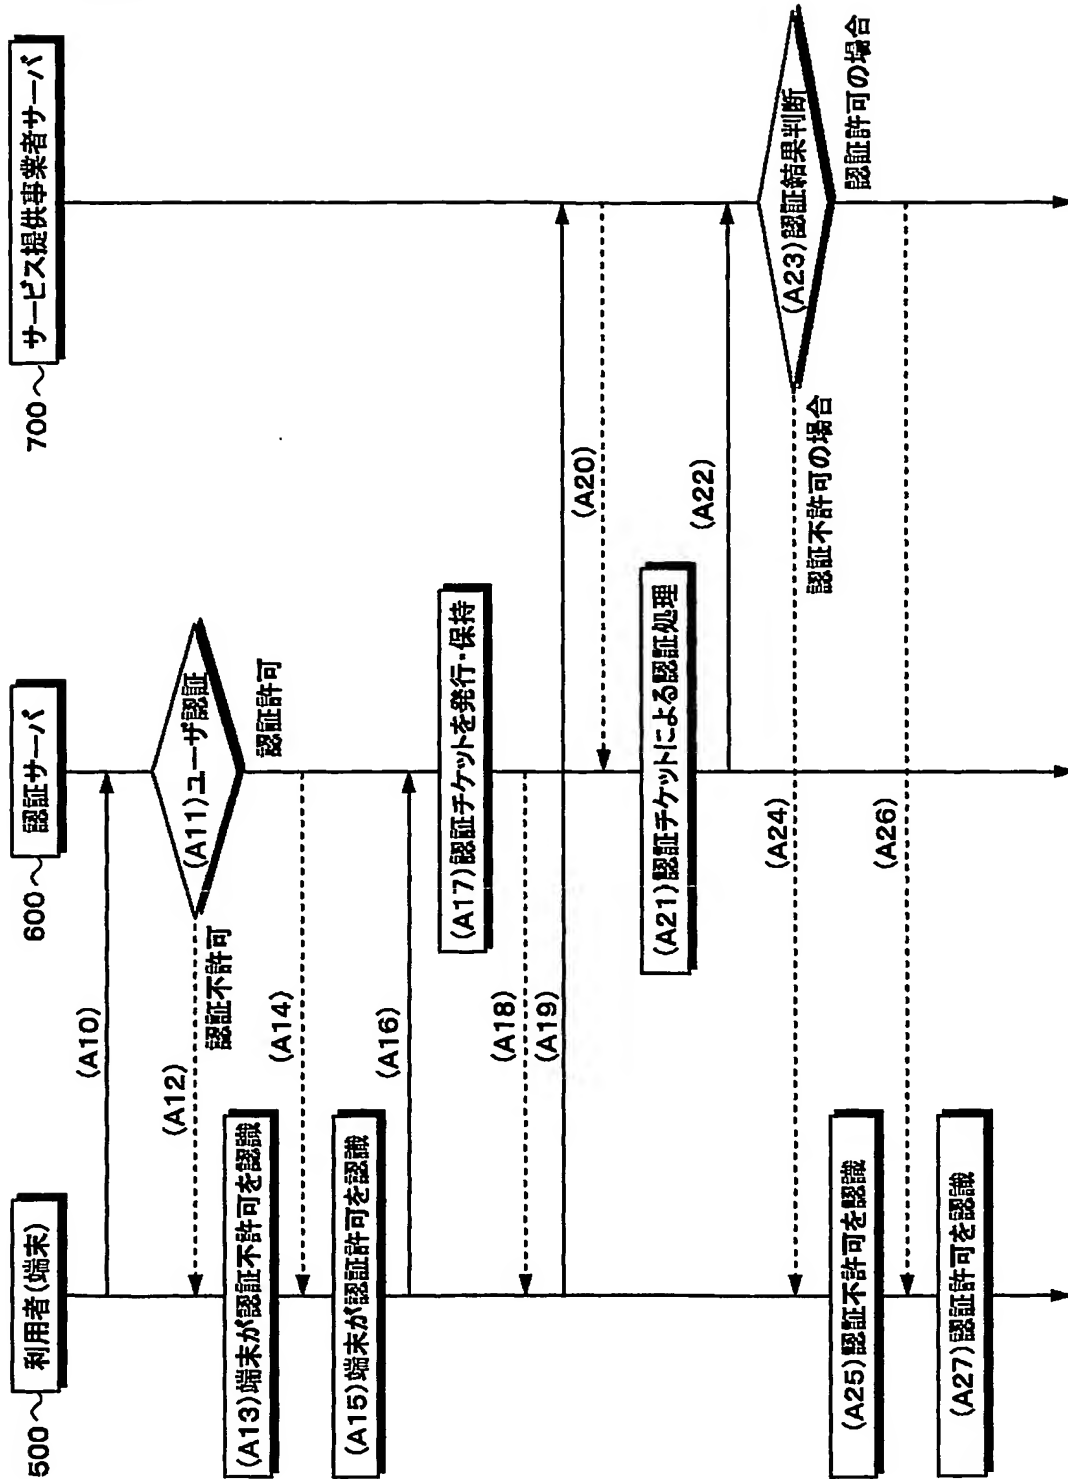 500～ 利用者(端末)
600～ 認証サーバ
700～ サービス提供事業者サーバ
(A10)
(A11)ユーザ認証
(A12)
認証不許可
認証許可
(A13)端末が認証不許可を認識
(A14)
(A15)端末が認証許可を認識
(A16)
(A17)認証チケットを発行・保持
(A18)
(A19)
(A20)
(A21)認証チケットによる認証処理
(A22)
(A23)認証結果判断
認証不許可の場合
認証許可の場合
(A24)
(A25)認証不許可を認識
(A26)
(A27)認証許可を認識